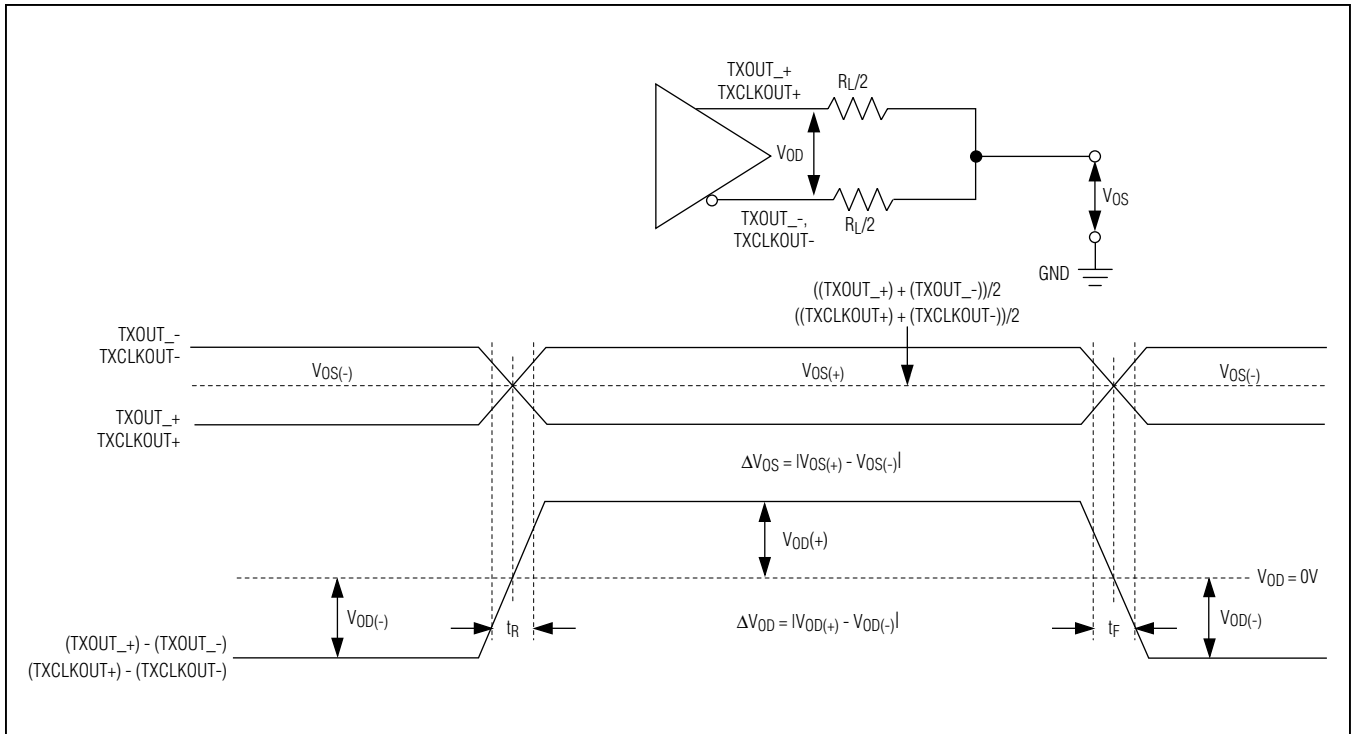 TXOUT_+
TXCLKOUT+
RL/2
VOD
VOS
TXOUT_-,
TXCLKOUT-
RL/2
GND
((TXOUT_+) + (TXOUT_-))/2
((TXCLKOUT+) + (TXCLKOUT-))/2
TXOUT_-
TXCLKOUT-
VOS(-)
VOS(+)
VOS(-)
TXOUT_+
TXCLKOUT+
ΔVOS = |VOS(+) - VOS(-)|
VOD(+)
VOD = 0V
VOD(-)
tR
ΔVOD = |VOD(+) - VOD(-)|
tF
VOD(-)
(TXOUT_+) - (TXOUT_-)
(TXCLKOUT+) - (TXCLKOUT-)